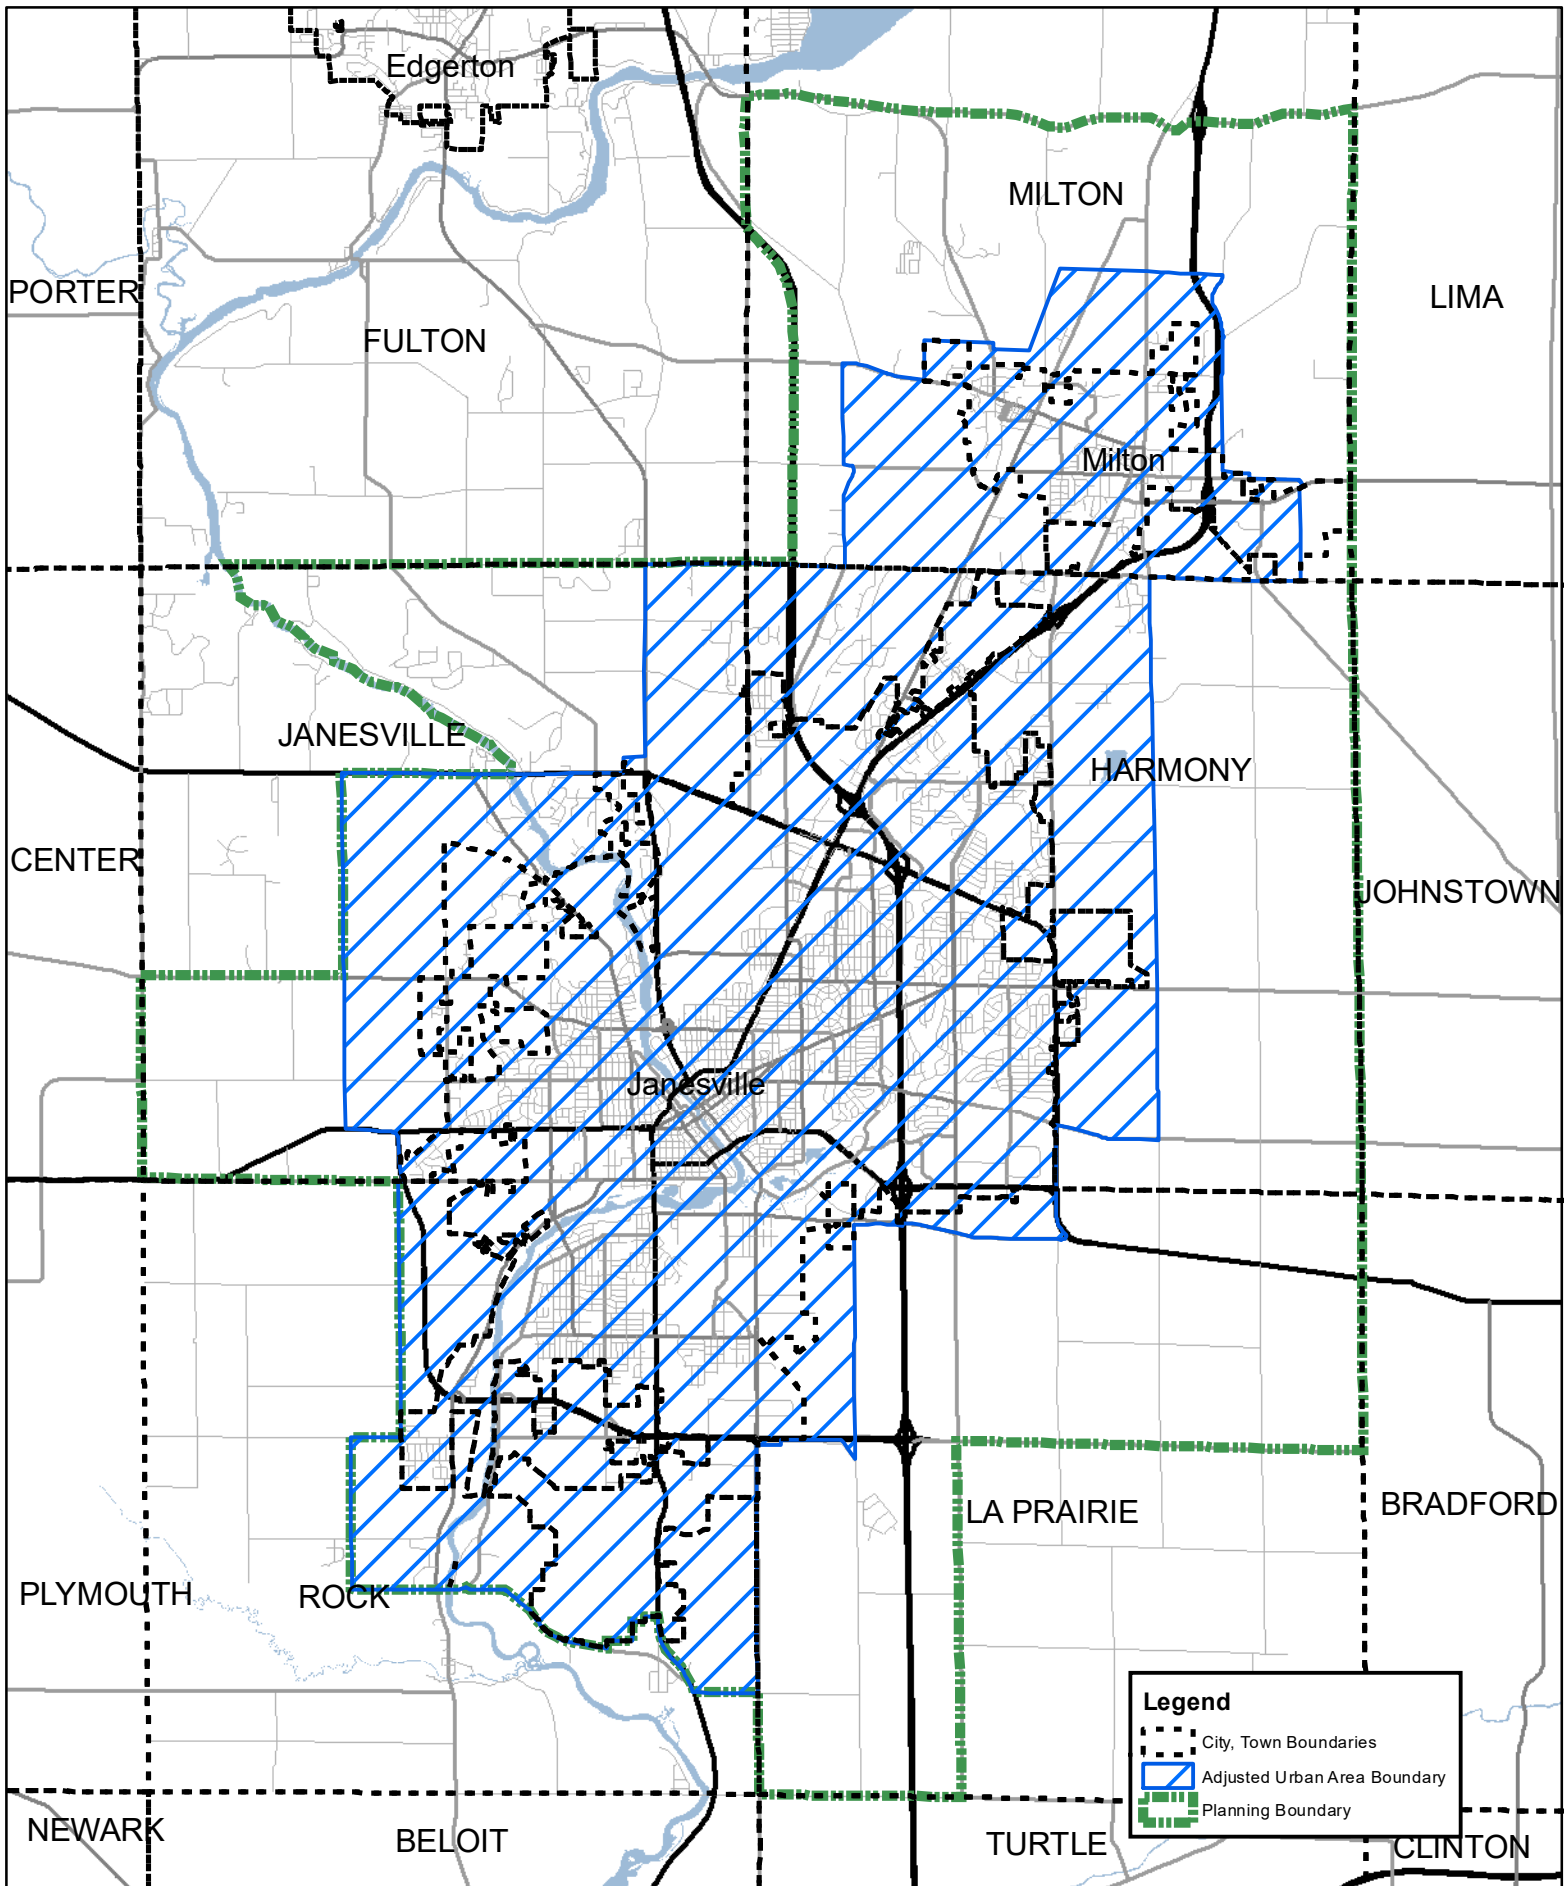 Edgerton
MILTON
PORTER
LIMA
FULTON
Milton
JANESVILLE
HARMONY
CENTER
JOHNSTOWN
Janesville
LA PRAIRIE
BRADFORD
PLYMOUTH
ROCK
Legend
City, Town Boundaries
Adjusted Urban Area Boundary
Planning Boundary
NEWARK
BELOIT
TURTLE
CLINTON